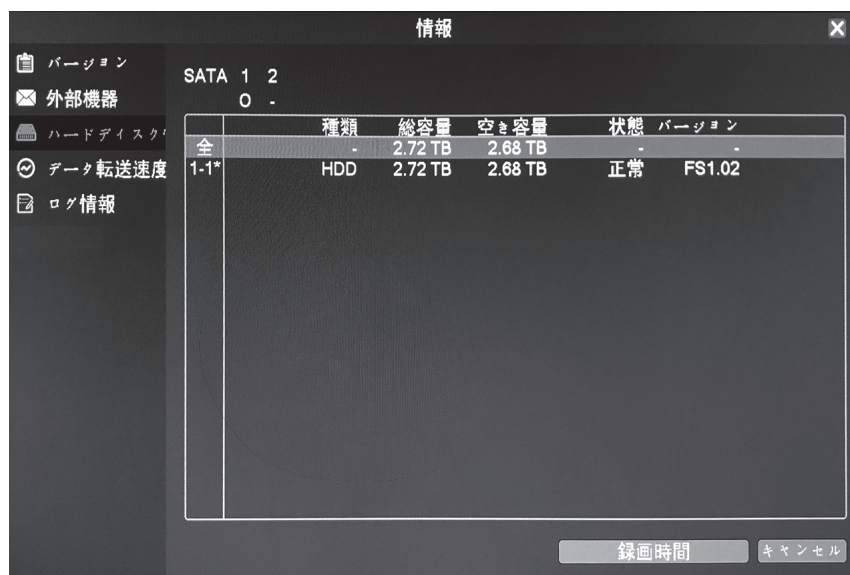 情報
バージョン
外部機器
ハードディスク
データ転送速度
ログ情報
SATA 1 2
O -
種類 総容量 空き容量 状態 バージョン
全 - 2.72 TB 2.68 TB - -
1-1* HDD 2.72 TB 2.68 TB 正常 FS1.02
録画時間 キャンセル